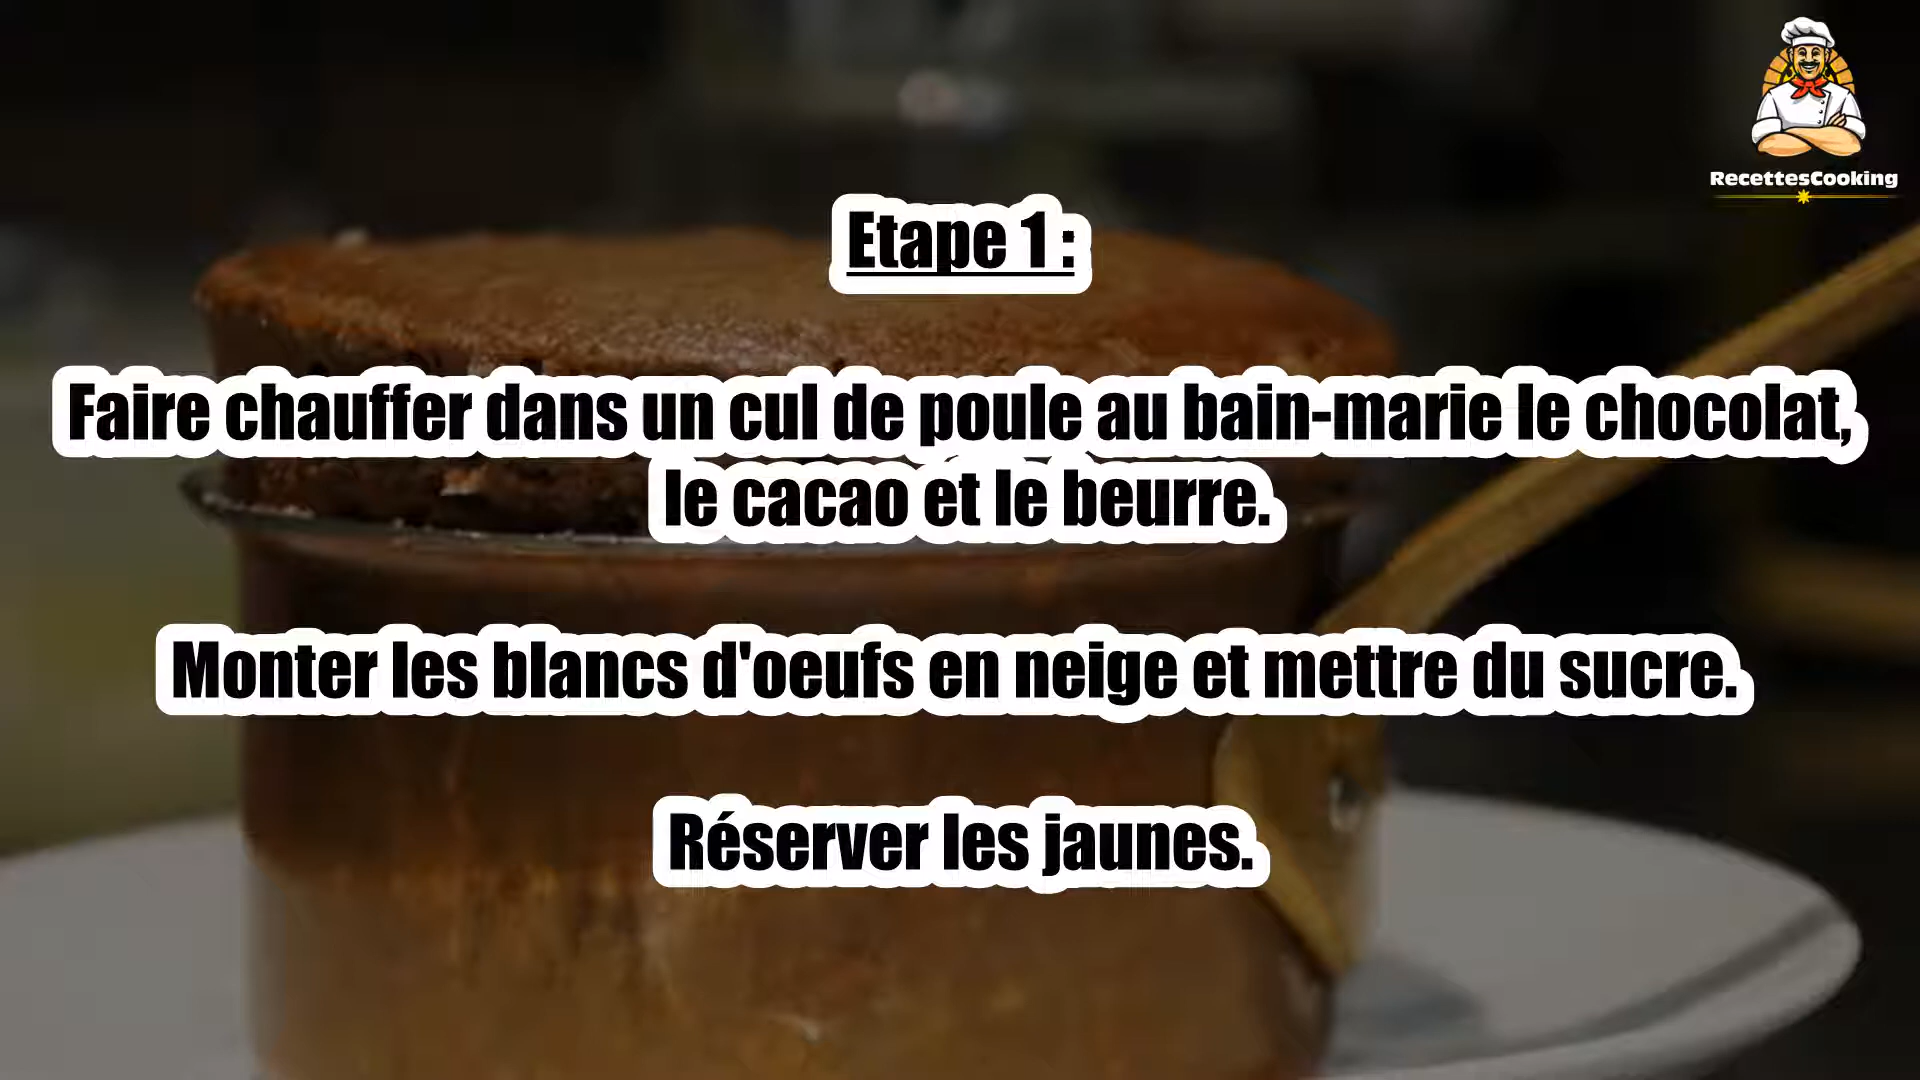 RecettesCooking
Etape 1 :
Faire chauffer dans un cul de poule au bain-marie le chocolat,
le cacao et le beurre.
Monter les blancs d'oeufs en neige et mettre du sucre.
Réserver les jaunes.